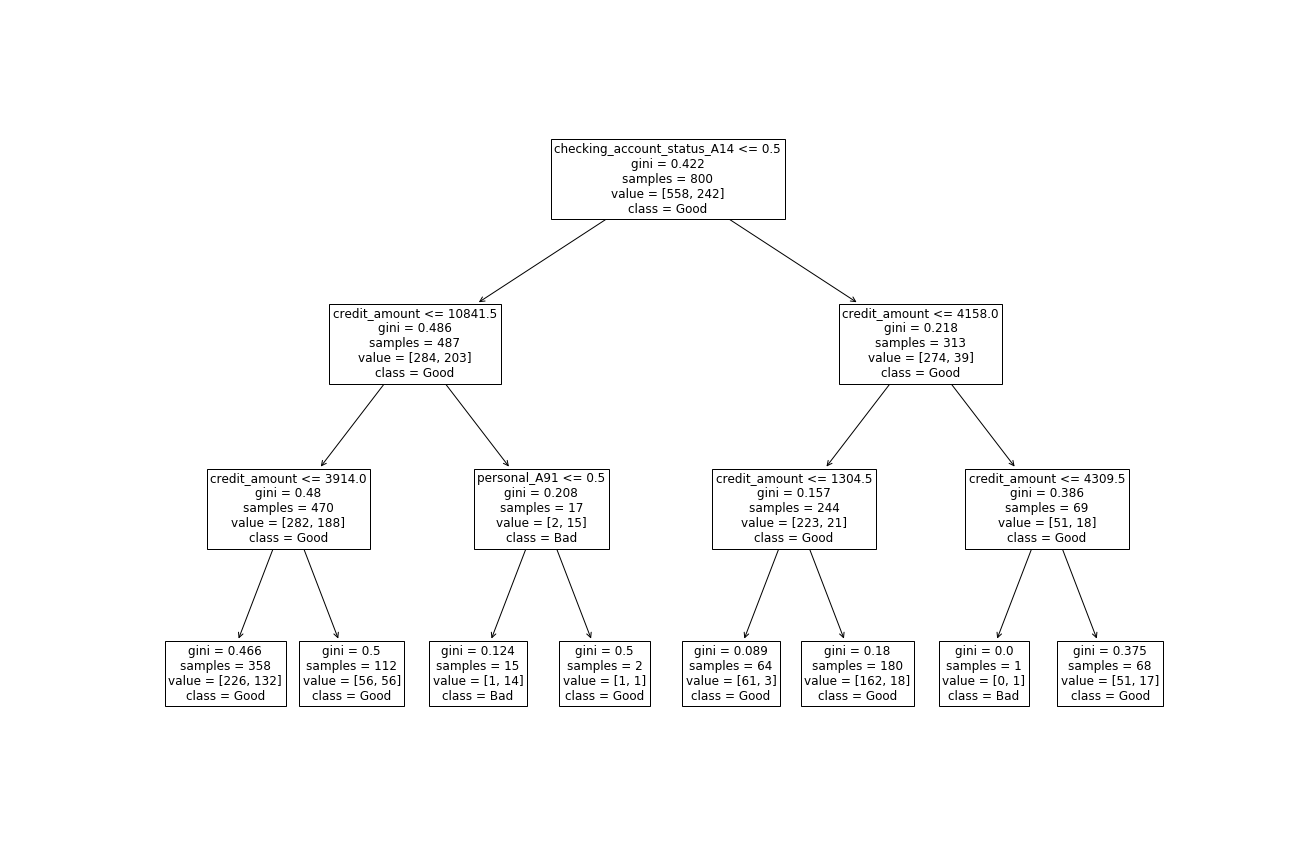 checking_account_status_A14 <= 0.5
gini = 0.422
samples = 800
value = [558, 242]
class = Good
credit_amount <= 10841.5
gini = 0.486
samples = 487
value = [284, 203]
class = Good
credit_amount <= 4158.0
gini = 0.218
samples = 313
value = [274, 39]
class = Good
credit_amount <= 3914.0
gini = 0.48
samples = 470
value = [282, 188]
class = Good
personal_A91 <= 0.5
gini = 0.208
samples = 17
value = [2, 15]
class = Bad
credit_amount <= 1304.5
gini = 0.157
samples = 244
value = [223, 21]
class = Good
credit_amount <= 4309.5
gini = 0.386
samples = 69
value = [51, 18]
class = Good
gini = 0.466
samples = 358
value = [226, 132]
class = Good
gini = 0.5
samples = 112
value = [56, 56]
class = Good
gini = 0.124
samples = 15
value = [1, 14]
class = Bad
gini = 0.5
samples = 2
value = [1, 1]
class = Good
gini = 0.089
samples = 64
value = [61, 3]
class = Good
gini = 0.18
samples = 180
value = [162, 18]
class = Good
gini = 0.0
samples = 1
value = [0, 1]
class = Bad
gini = 0.375
samples = 68
value = [51, 17]
class = Good